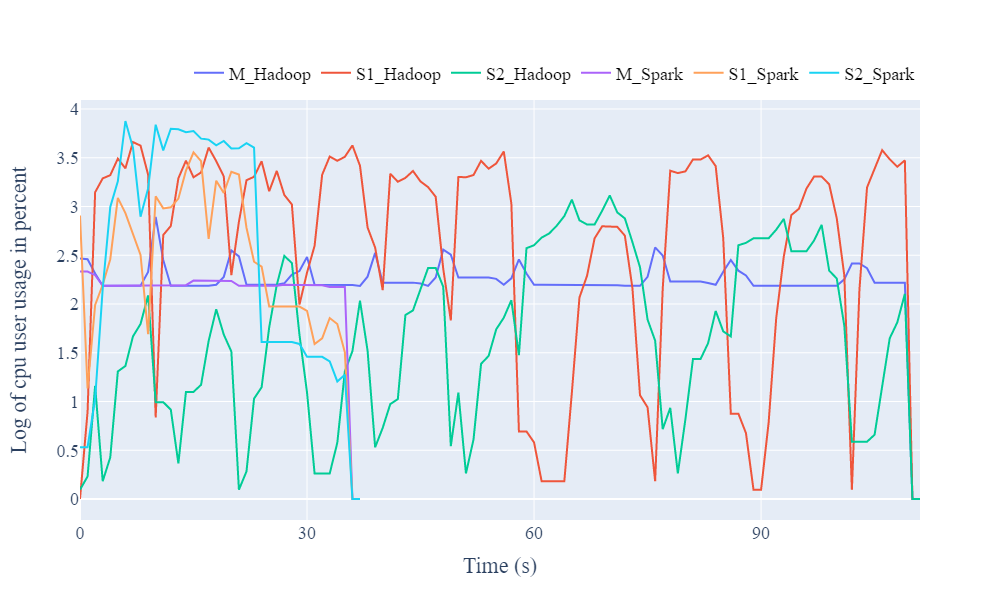 M_Hadoop S1_Hadoop S2_Hadoop M_Spark S1_Spark S2_Spark
Log of cpu user usage in percent
4
3.5
3
2.5
2
1.5
1
0.5
0
0 30 60 90
Time (s)